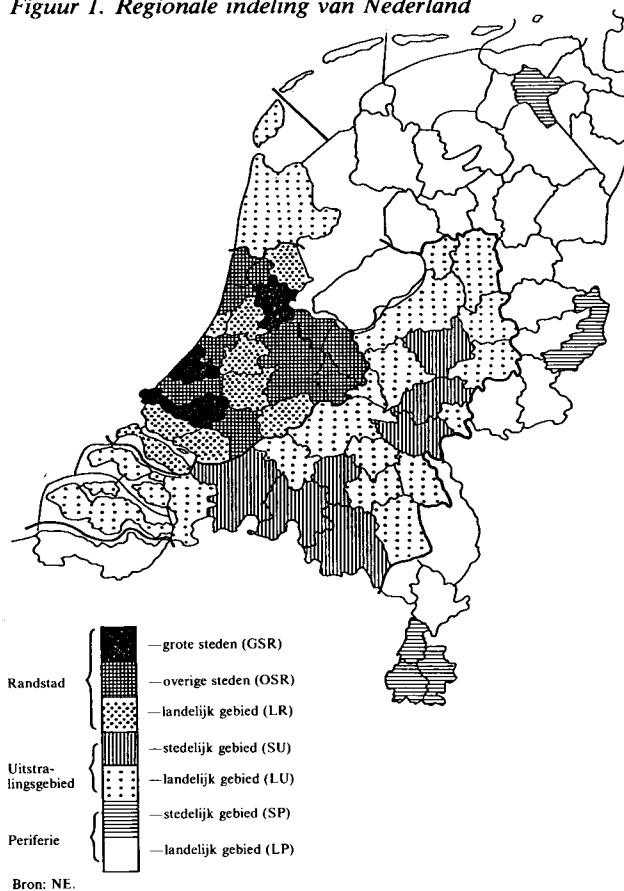 Figuur 1. Regionale indeling van Nederland
Randstad
—grote steden (GSR)
—overige steden (OSR)
—landelijk gebied (LR)
Uitstra-
lingsgebied
—stedelijk gebied (SU)
—landelijk gebied (LU)
Periferie
—stedelijk gebied (SP)
—landelijk gebied (LP)
Bron: NE.